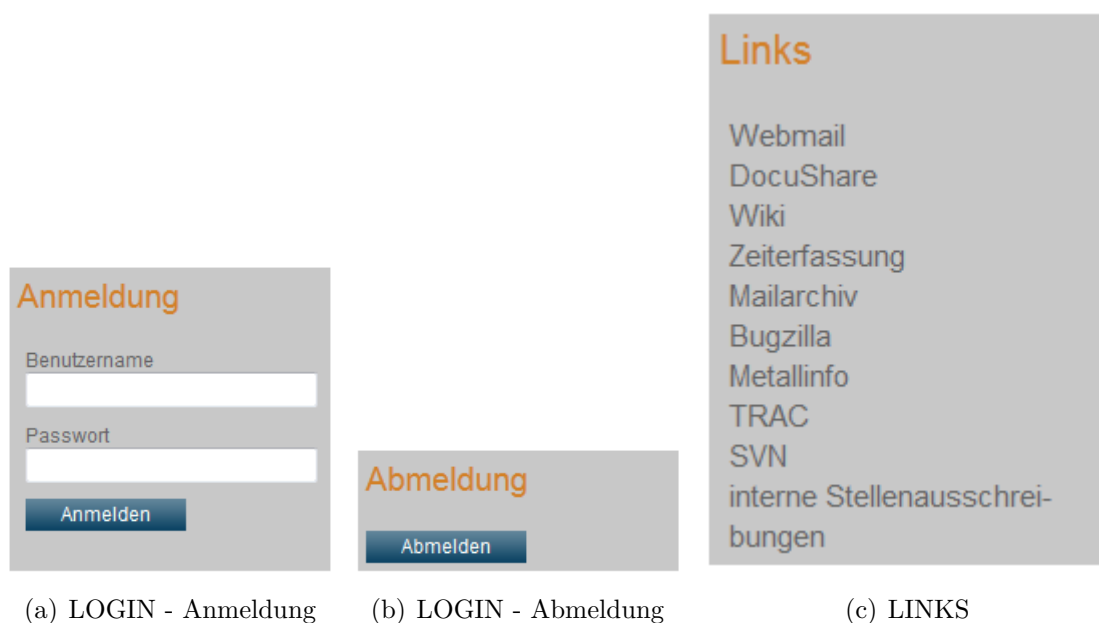 Anmeldung
Benutzername
Passwort
Anmelden
(a) LOGIN - Anmeldung
Abmeldung
Abmelden
(b) LOGIN - Abmeldung
Links
Webmail
DocuShare
Wiki
Zeiterfassung
Mailarchiv
Bugzilla
Metallinfo
TRAC
SVN
interne Stellenausschrei-
bungen
(c) LINKS